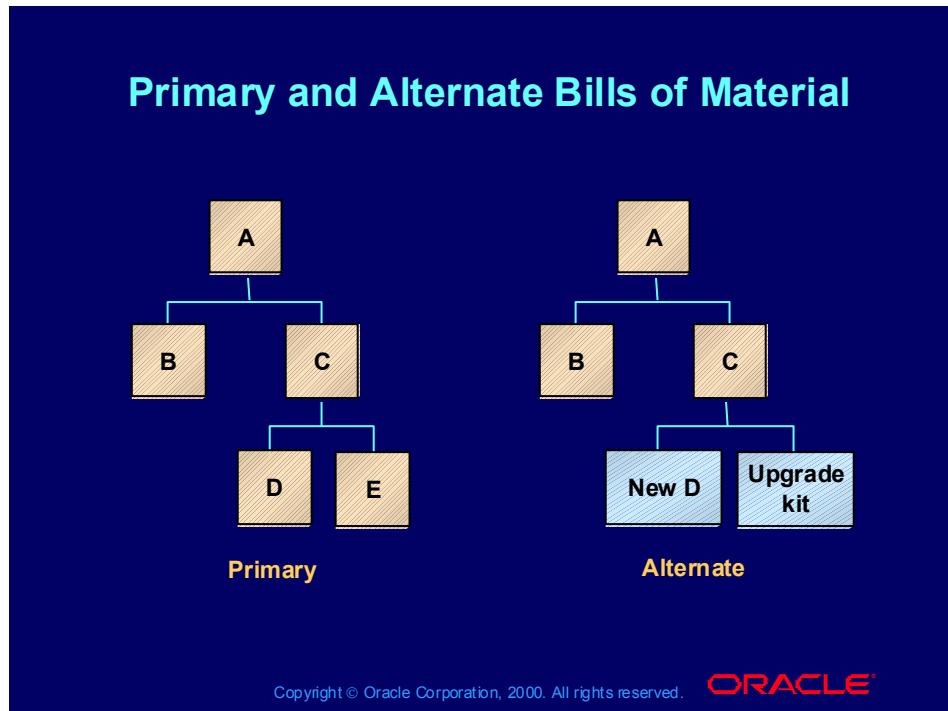 Primary and Alternate Bills of Material
A
A
B
C
B
C
D
E
New D
Upgrade
kit
Primary
Alternate
Copyright © Oracle Corporation, 2000. All rights reserved.
ORACLE®